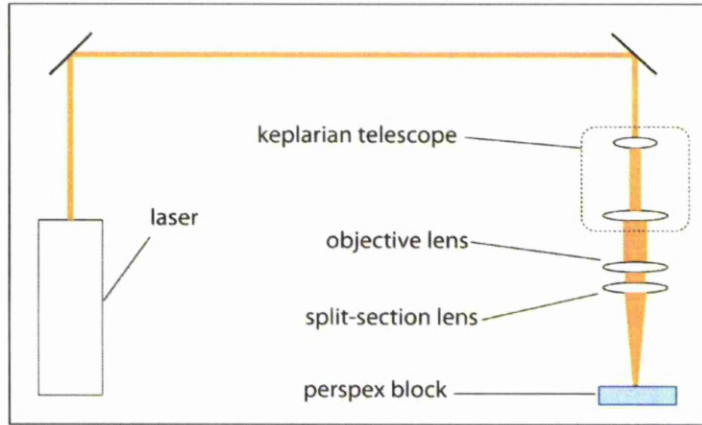 keplarian telescope
laser
objective lens
split-section lens
perspex block